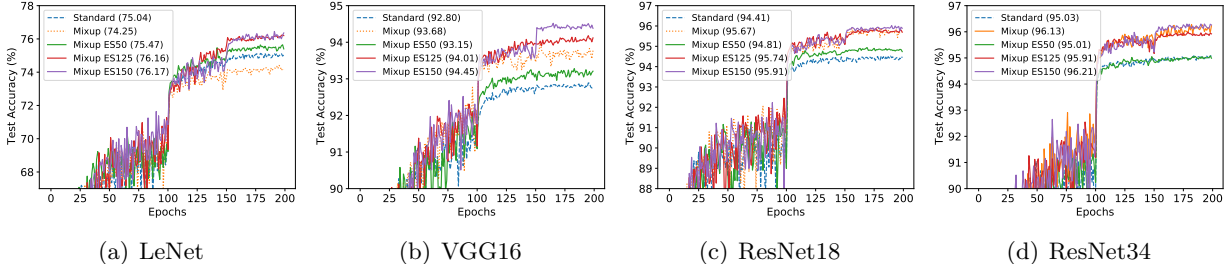 78
76
74
72
70
68
Test Accuracy (%)
Standard (75.04)
Mixup (74.25)
Mixup ES50 (75.47)
Mixup ES125 (76.16)
Mixup ES150 (76.17)
0 25 50 75 100 125 150 175 200
Epochs
(a) LeNet
95
94
93
92
91
90
Test Accuracy (%)
Standard (92.80)
Mixup (93.68)
Mixup ES50 (93.15)
Mixup ES125 (94.01)
Mixup ES150 (94.45)
0 25 50 75 100 125 150 175 200
Epochs
(b) VGG16
97
96
95
94
93
92
91
90
89
88
Test Accuracy (%)
Standard (94.41)
Mixup (95.67)
Mixup ES50 (94.81)
Mixup ES125 (95.74)
Mixup ES150 (95.91)
0 25 50 75 100 125 150 175 200
Epochs
(c) ResNet18
97
96
95
94
93
92
91
90
Test Accuracy (%)
Standard (95.03)
Mixup (96.13)
Mixup ES50 (95.01)
Mixup ES125 (95.91)
Mixup ES150 (96.21)
0 25 50 75 100 125 150 175 200
Epochs
(d) ResNet34